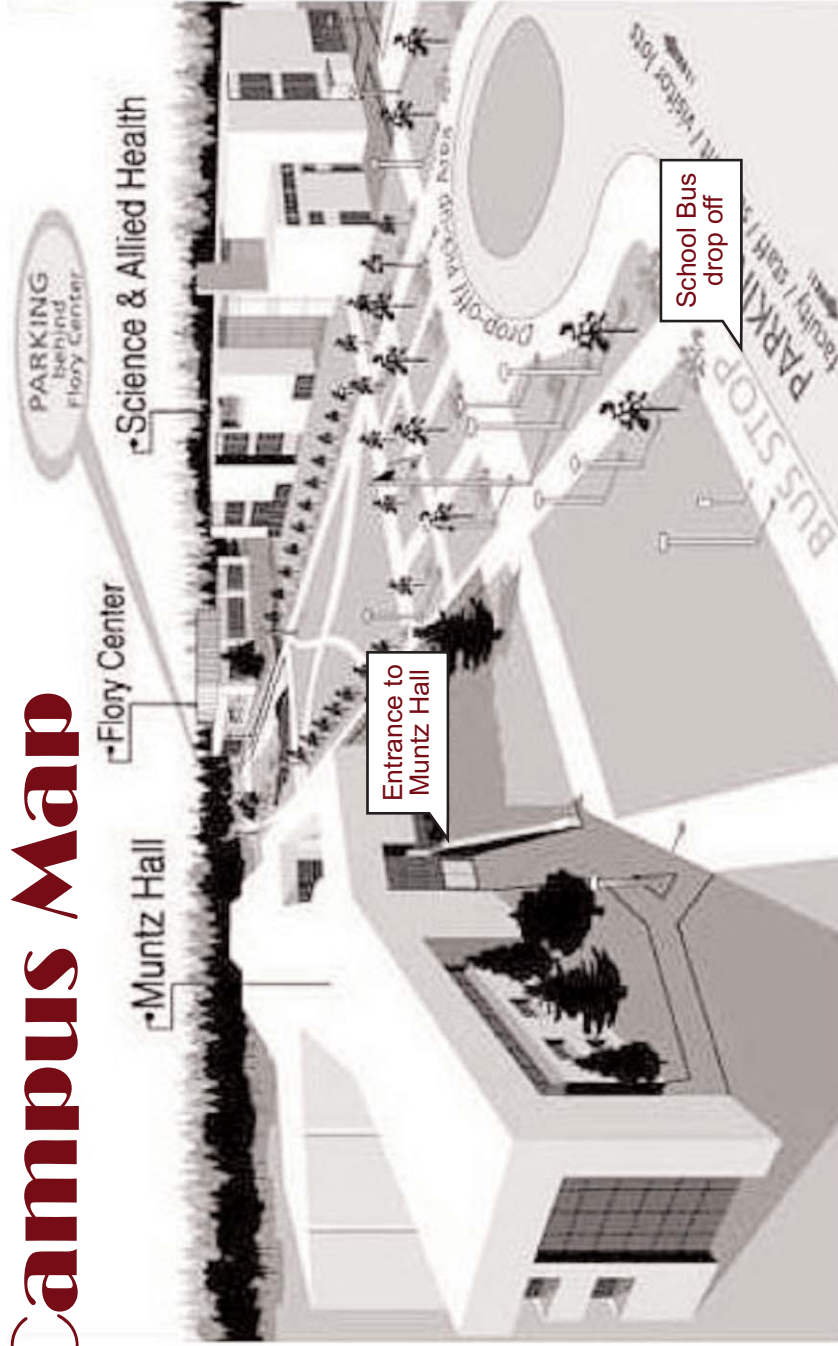 Campus Map
•Muntz Hall
•Flory Center
•Science & Allied Health
PARKING
behind
Flory Center
Entrance to
Muntz Hall
School Bus
drop off
Drop-off/ Pick-up Area
BUS STOP
PARKING
faculty / staff /
/ visitor lots